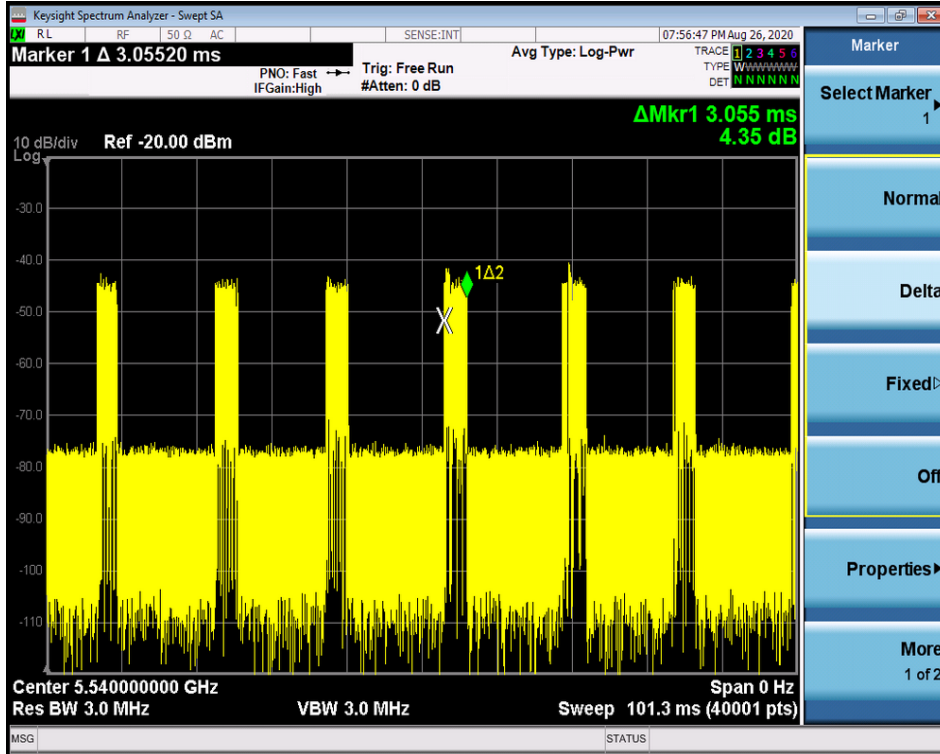 Keysight Spectrum Analyzer - Swept SA
LXI RL RF 50 Ω AC SENSE:INT 07:56:47 PM Aug 26, 2020
Marker 1 Δ 3.05520 ms
PNO: Fast
IFGain:High
Trig: Free Run
#Atten: 0 dB
Avg Type: Log-Pwr
TRACE 1 2 3 4 5 6
TYPE WWWWWW
DET N N N N N N
ΔMkr1 3.055 ms
4.35 dB
10 dB/div Ref -20.00 dBm
Log
-30.0
-40.0
-50.0
-60.0
-70.0
-80.0
-90.0
-100
-110
1Δ2
X
Center 5.540000000 GHz Span 0 Hz
Res BW 3.0 MHz VBW 3.0 MHz Sweep 101.3 ms (40001 pts)
MSG STATUS
Marker
Select Marker
1
Normal
Delta
Fixed
Off
Properties
More
1 of 2